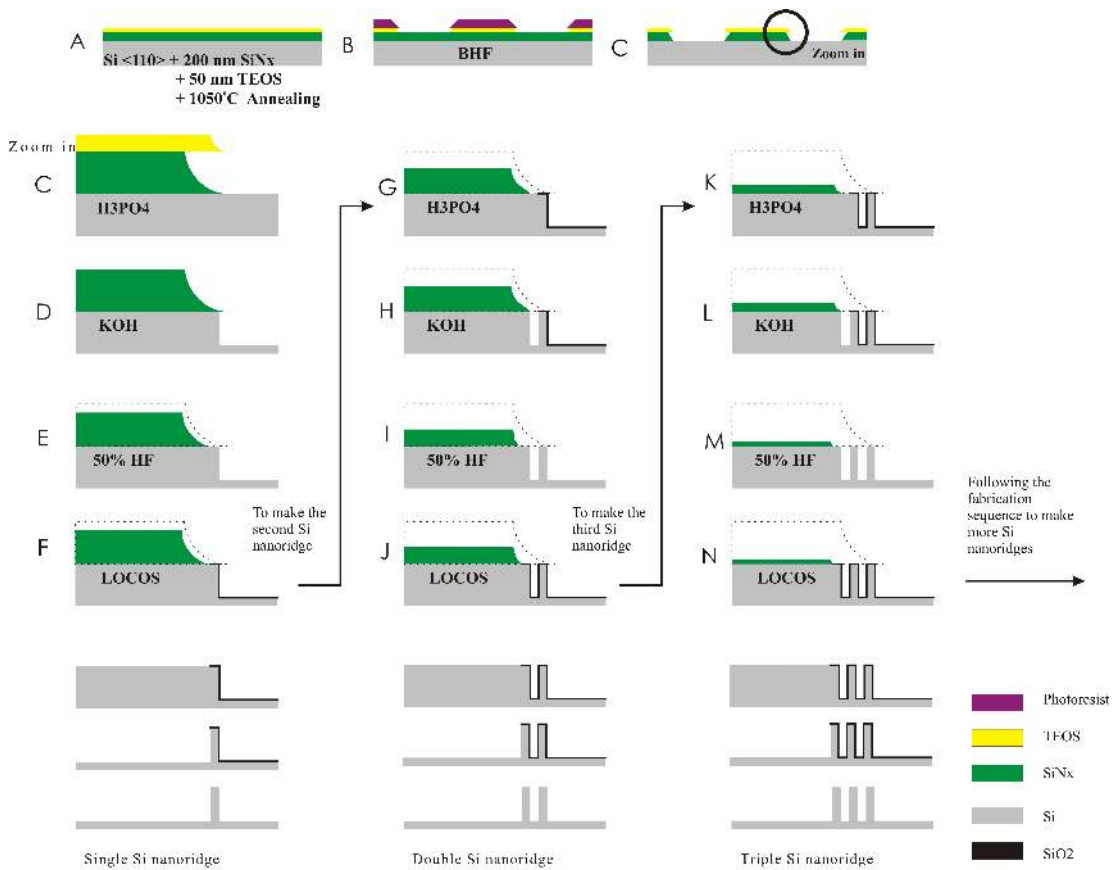 A
Si <110> + 200 nm SiNx
+ 50 nm TEOS
+ 1050°C Annealing
B
BHF
C
Zoom in
Zoom in
C
H3PO4
D
KOH
E
50% HF
F
LOCOS
To make the
second Si
nanoridge
G
H3PO4
H
KOH
I
50% HF
J
LOCOS
To make the
third Si
nanoridge
K
H3PO4
L
KOH
M
50% HF
N
LOCOS
Following the
fabrication
sequence to make
more Si
nanoridges
Single Si nanoridge
Double Si nanoridge
Triple Si nanoridge
Photoresist
TEOS
SiNx
Si
SiO2